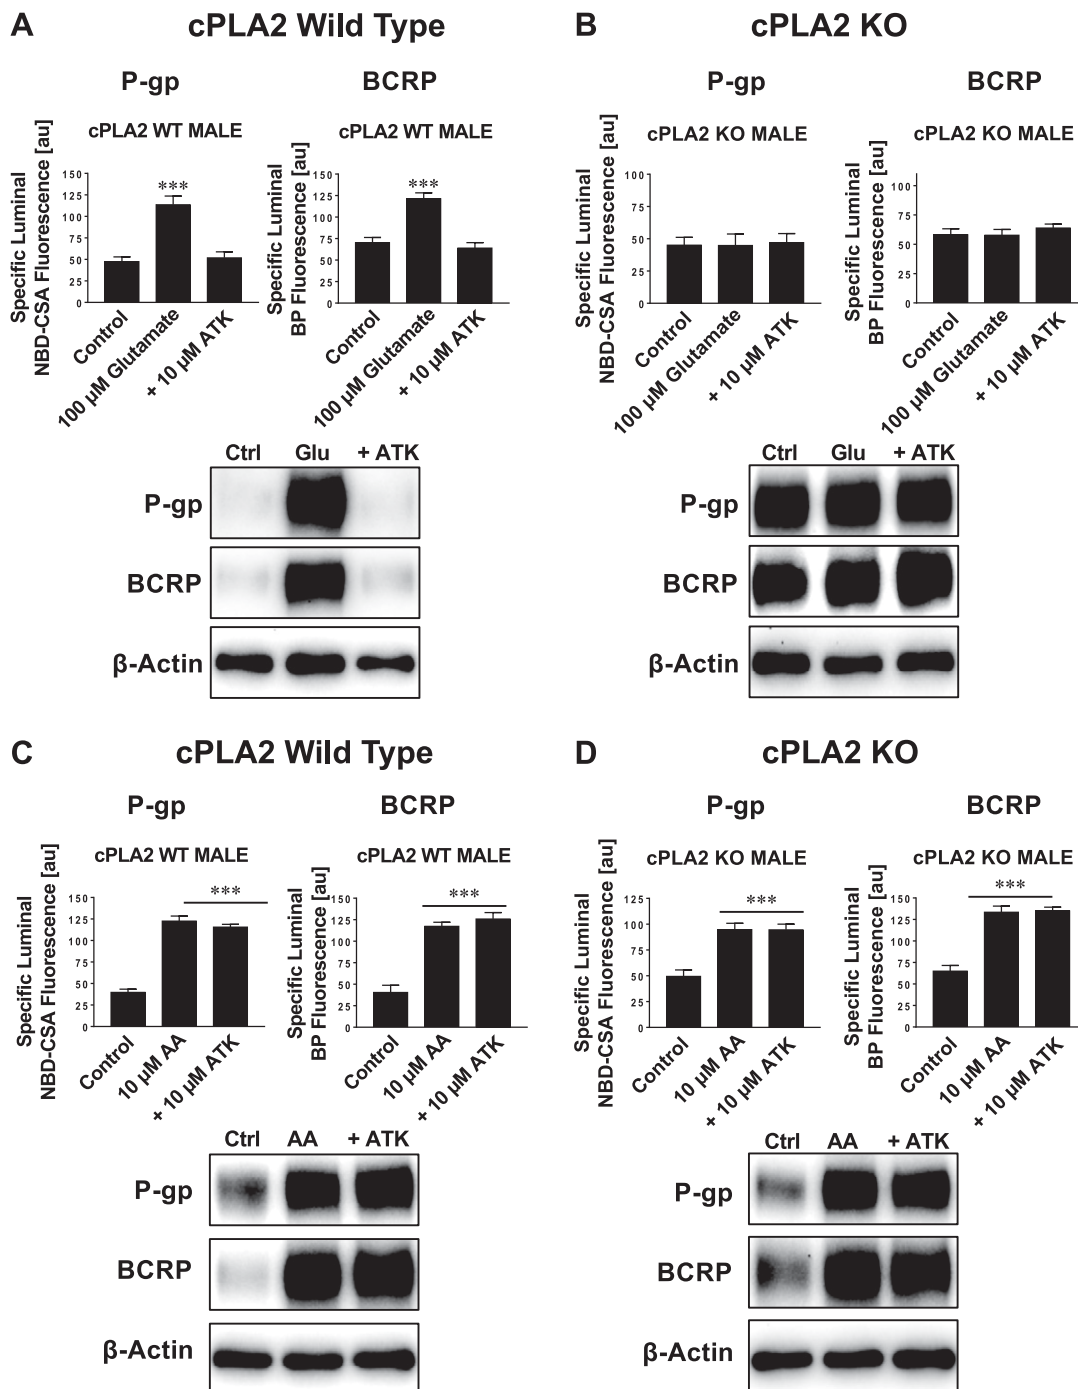 A cPLA2 Wild Type
P-gp BCRP
cPLA2 WT MALE
Specific Luminal
NBD-CSA Fluorescence [au]
150
125
100
75
50
25
0
***
Control
100 µM Glutamate
+ 10 µM ATK
cPLA2 WT MALE
Specific Luminal
BP Fluorescence [au]
150
125
100
75
50
25
0
***
Control
100 µM Glutamate
+ 10 µM ATK
Ctrl Glu + ATK
P-gp
BCRP
β-Actin
B cPLA2 KO
P-gp BCRP
cPLA2 KO MALE
Specific Luminal
NBD-CSA Fluorescence [au]
100
75
50
25
0
Control
100 µM Glutamate
+ 10 µM ATK
cPLA2 KO MALE
Specific Luminal
BP Fluorescence [au]
100
75
50
25
0
Control
100 µM Glutamate
+ 10 µM ATK
Ctrl Glu + ATK
P-gp
BCRP
β-Actin
C cPLA2 Wild Type
P-gp BCRP
cPLA2 WT MALE
Specific Luminal
NBD-CSA Fluorescence [au]
150
125
100
75
50
25
0
***
Control
10 µM AA
+ 10 µM ATK
cPLA2 WT MALE
Specific Luminal
BP Fluorescence [au]
150
125
100
75
50
25
0
***
Control
10 µM AA
+ 10 µM ATK
Ctrl AA + ATK
P-gp
BCRP
β-Actin
D cPLA2 KO
P-gp BCRP
cPLA2 KO MALE
Specific Luminal
NBD-CSA Fluorescence [au]
125
100
75
50
25
0
***
Control
10 µM AA
+ 10 µM ATK
cPLA2 KO MALE
Specific Luminal
BP Fluorescence [au]
150
125
100
75
50
25
0
***
Control
10 µM AA
+ 10 µM ATK
Ctrl AA + ATK
P-gp
BCRP
β-Actin